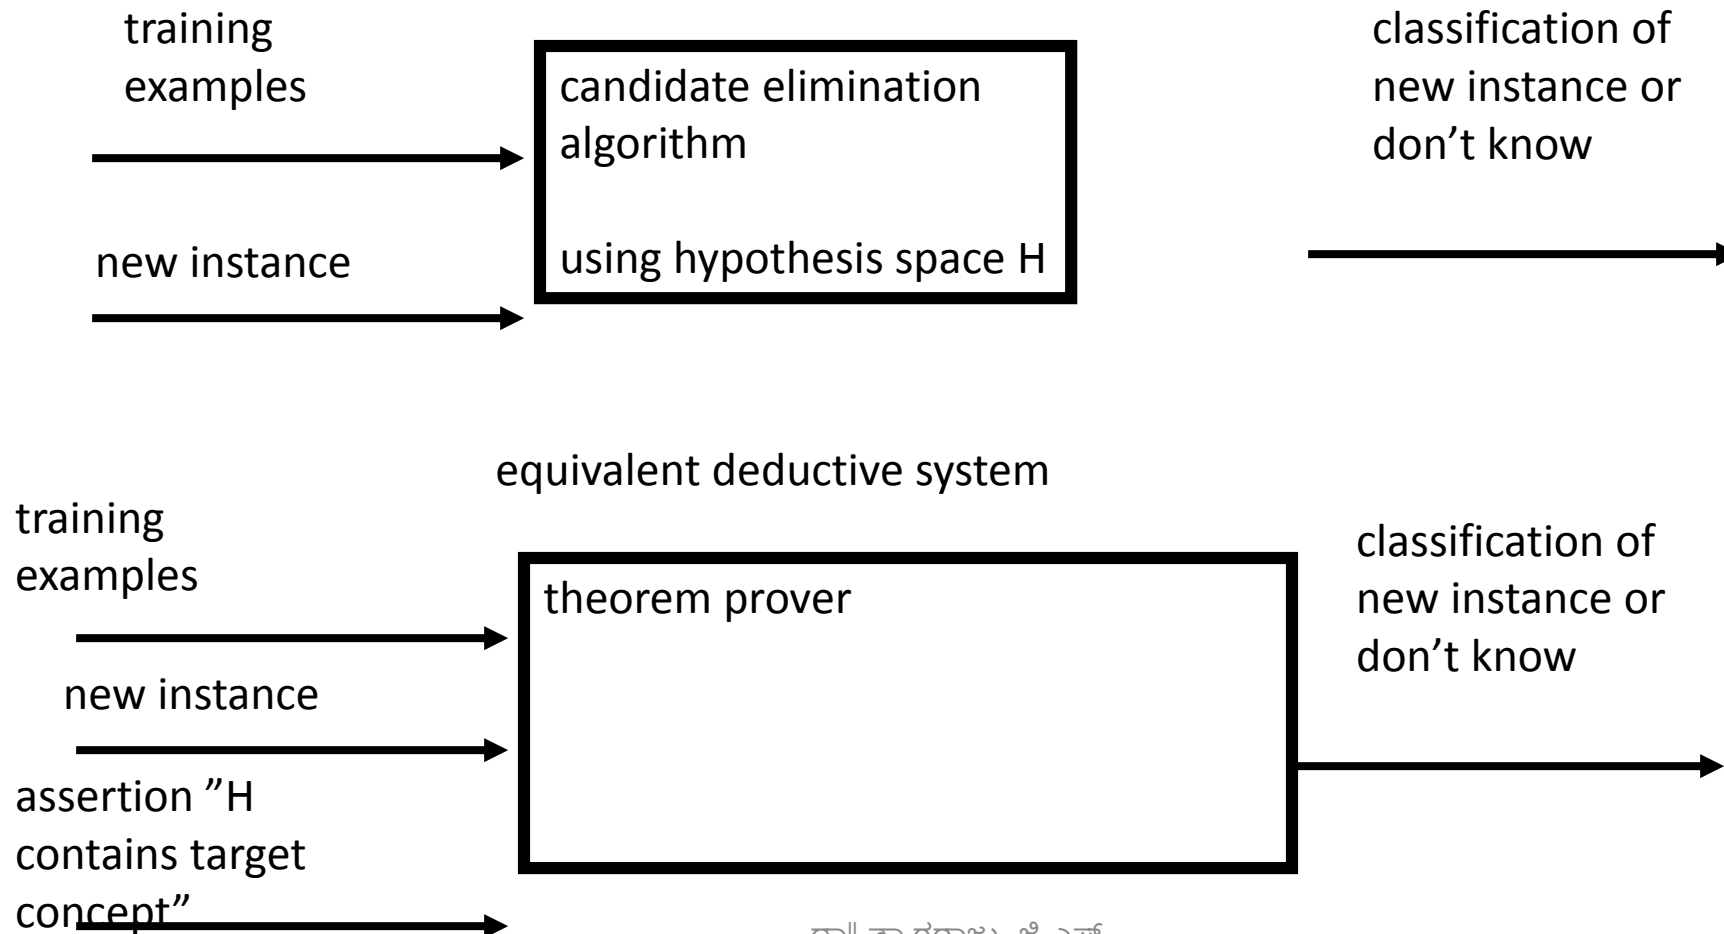 training
examples
candidate elimination
algorithm
classification of
new instance or
don’t know
new instance
using hypothesis space H
equivalent deductive system
training
examples
theorem prover
classification of
new instance or
don’t know
new instance
assertion ”H
contains target
concept”